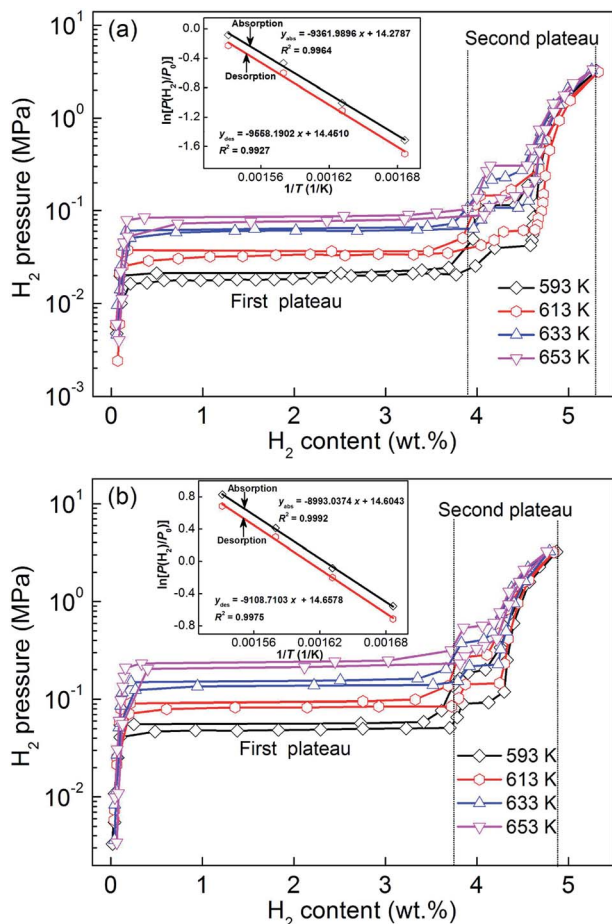 (a)
Absorption
y_abs = -9361.9896 x + 14.2787
R² = 0.9964
Desorption
y_des = -9558.1902 x + 14.4510
R² = 0.9927
ln[P(H₂)/P₀)]
0.0
-0.4
-0.8
-1.2
-1.6
0.00156 0.00162 0.00168
1/T (1/K)
Second plateau
First plateau
593 K
613 K
633 K
653 K
H₂ pressure (MPa)
10¹
10⁰
10⁻¹
10⁻²
10⁻³
0 1 2 3 4 5
H₂ content (wt.%)
(b)
Absorption
y_abs = -8993.0374 x + 14.6043
R² = 0.9992
Desorption
y_des = -9108.7103 x + 14.6578
R² = 0.9975
ln[P(H₂)/P₀)]
0.8
0.4
0.0
-0.4
-0.8
0.00156 0.00162 0.00168
1/T (1/K)
Second plateau
First plateau
593 K
613 K
633 K
653 K
H₂ pressure (MPa)
10¹
10⁰
10⁻¹
10⁻²
0 1 2 3 4 5
H₂ content (wt.%)